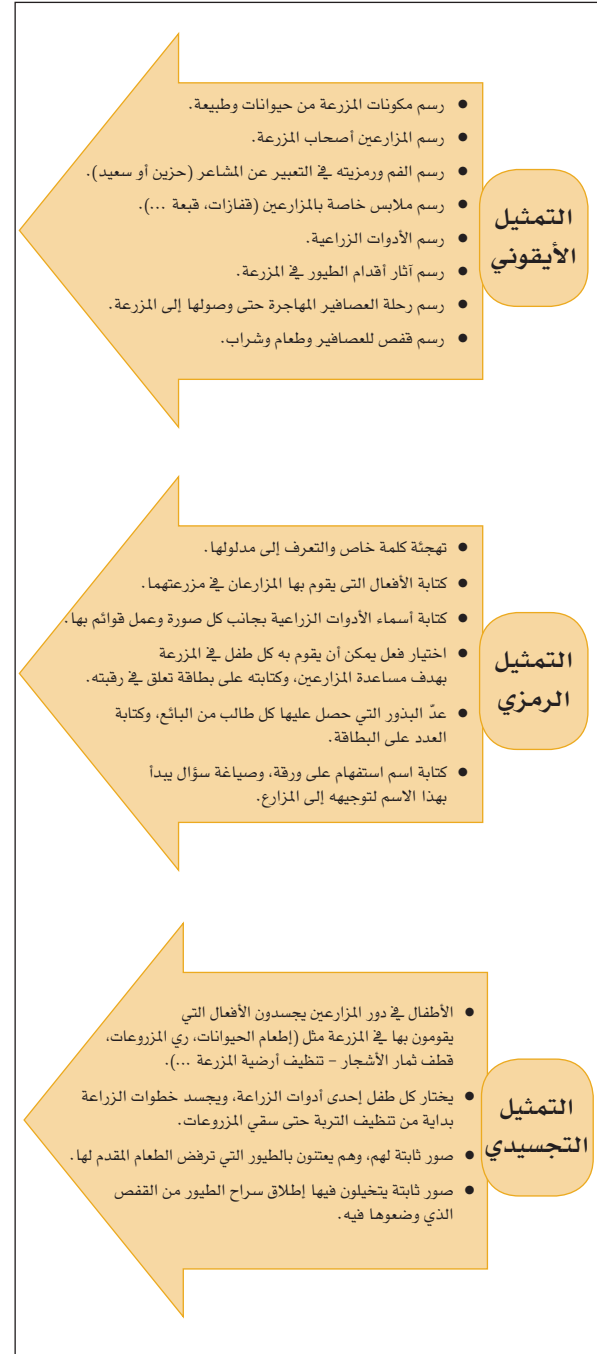 التمثيل
الأيقوني
● رسم مكونات المزرعة من حيوانات وطبيعة.
● رسم المزارعين أصحاب المزرعة.
● رسم الفم ورمزيته في التعبير عن المشاعر (حزين أو سعيد).
● رسم ملابس خاصة بالمزارعين (قفازات، قبعة ...).
● رسم الأدوات الزراعية.
● رسم آثار أقدام الطيور في المزرعة.
● رسم رحلة العصافير المهاجرة حتى وصولها إلى المزرعة.
● رسم قفص للعصافير وطعام وشراب.
التمثيل
الرمزي
● تهجئة كلمة خاص والتعرف إلى مدلولها.
● كتابة الأفعال التى يقوم بها المزارعان في مزرعتهما.
● كتابة أسماء الأدوات الزراعية بجانب كل صورة وعمل قوائم بها.
● اختيار فعل يمكن أن يقوم به كل طفل في المزرعة
بهدف مساعدة المزارعين، وكتابته على بطاقة تعلق في رقبته.
● عدّ البذور التي حصل عليها كل طالب من البائع، وكتابة
العدد على البطاقة.
● كتابة اسم استفهام على ورقة، وصياغة سؤال يبدأ
بهذا الاسم لتوجيهه إلى المزارع.
التمثيل
التجسيدي
● الأطفال في دور المزارعين يجسدون الأفعال التي
يقومون بها في المزرعة مثل (إطعام الحيوانات، ري المزروعات،
قطف ثمار الأشجار – تنظيف أرضية المزرعة ...).
● يختار كل طفل إحدى أدوات الزراعة، ويجسد خطوات الزراعة
بداية من تنظيف التربة حتى سقي المزروعات.
● صور ثابتة لهم، وهم يعتنون بالطيور التي ترفض الطعام المقدم لها.
● صور ثابتة يتخيلون فيها إطلاق سراح الطيور من القفص
الذي وضعوها فيه.